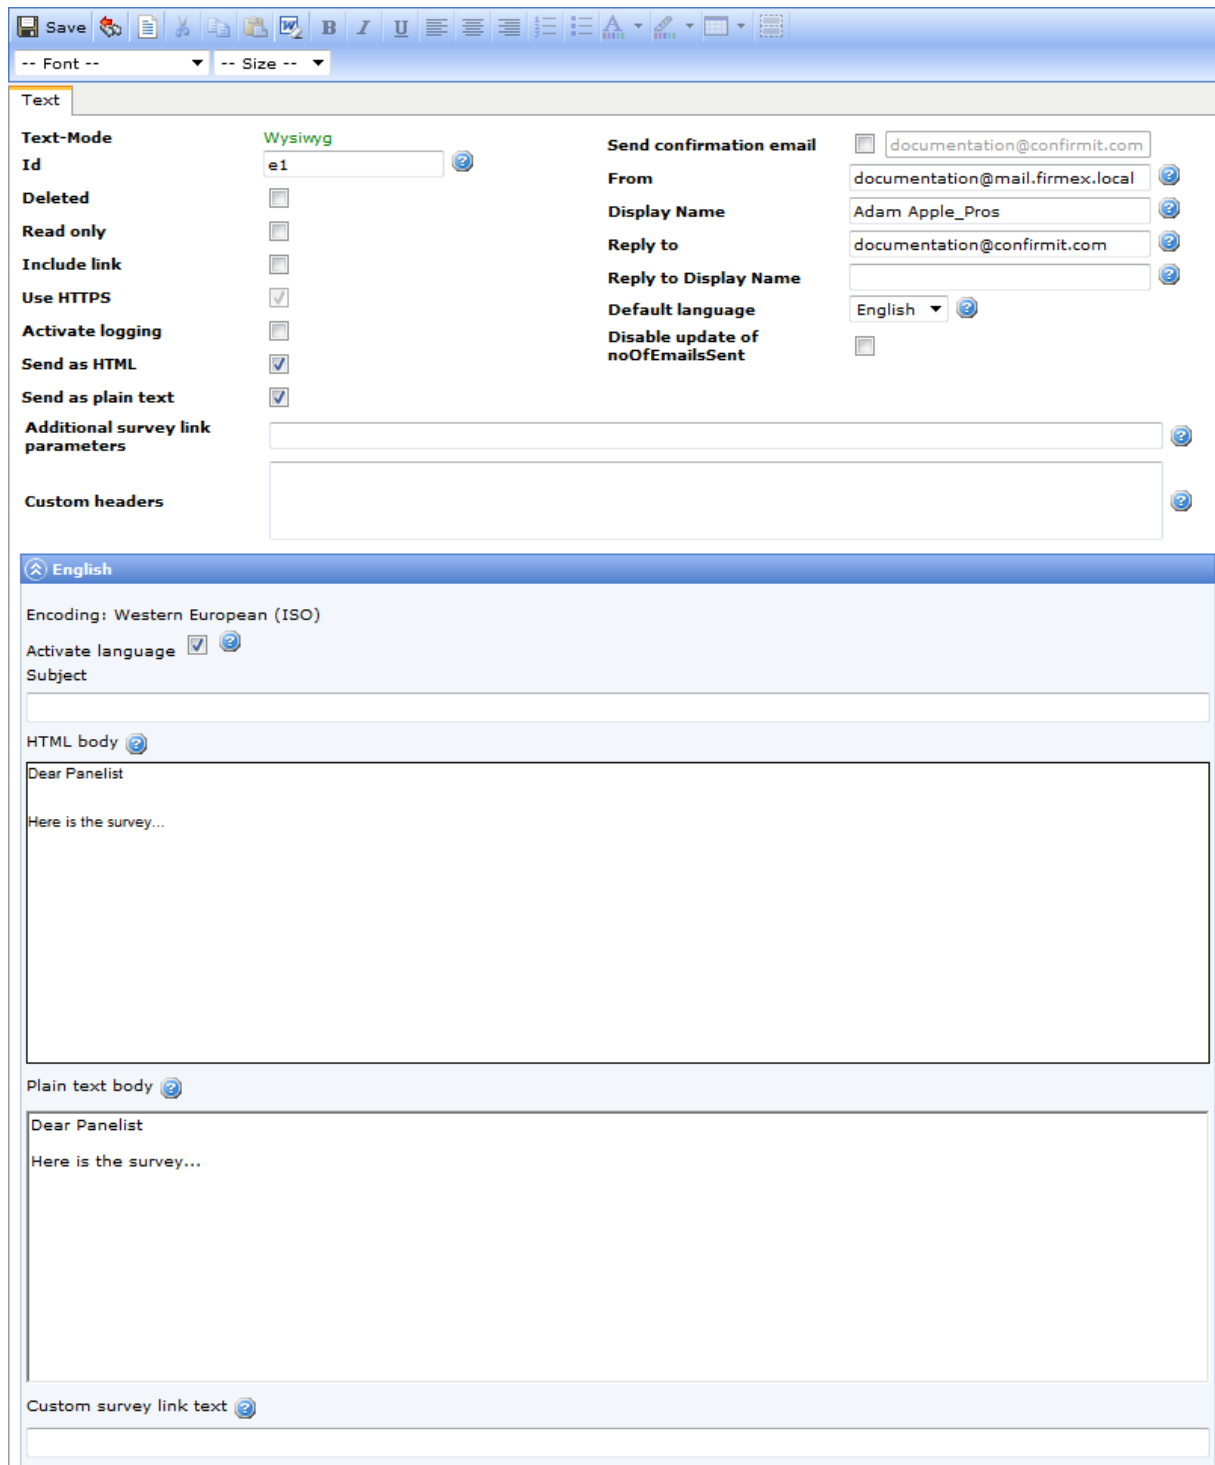 Save B I U
-- Font -- -- Size --
Text
Text-Mode Wysiwyg
Id e1
Deleted
Read only
Include link
Use HTTPS
Activate logging
Send as HTML
Send as plain text
Send confirmation email documentation@confirmit.com
From documentation@mail.firmex.local
Display Name Adam Apple_Pros
Reply to documentation@confirmit.com
Reply to Display Name
Default language English
Disable update of
noOfEmailsSent
Additional survey link
parameters
Custom headers
English
Encoding: Western European (ISO)
Activate language
Subject
HTML body
Dear Panelist
Here is the survey...
Plain text body
Dear Panelist
Here is the survey...
Custom survey link text